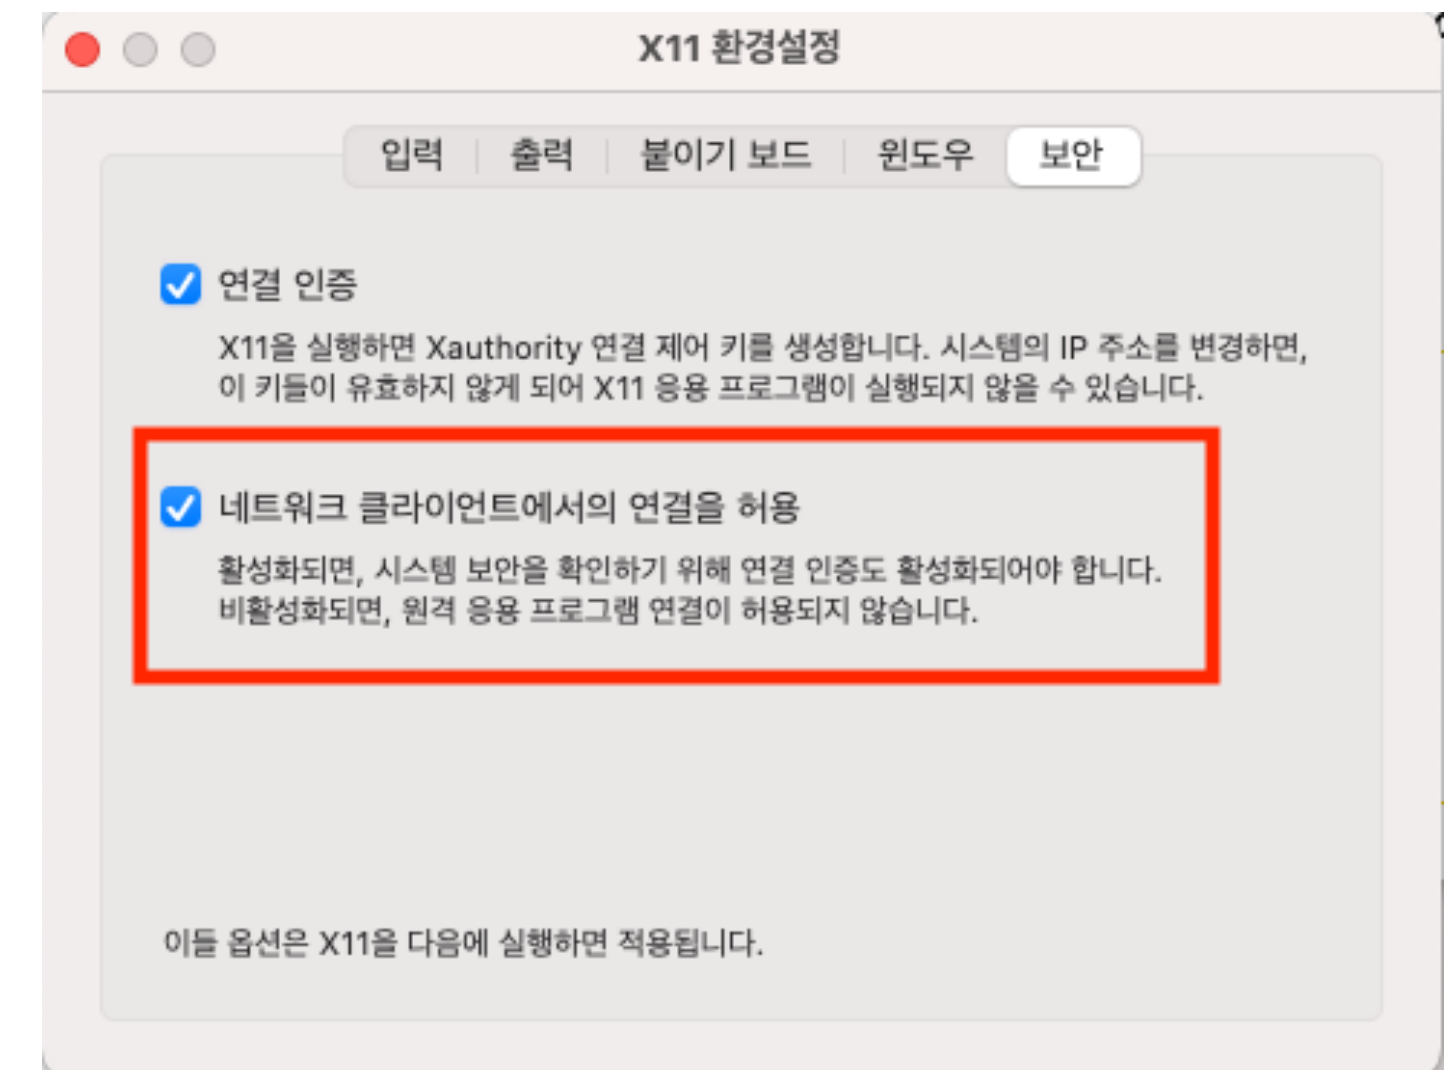 X11 환경설정
입력 출력 붙이기 보드 윈도우 보안
연결 인증
X11을 실행하면 Xauthority 연결 제어 키를 생성합니다. 시스템의 IP 주소를 변경하면,
이 키들이 유효하지 않게 되어 X11 응용 프로그램이 실행되지 않을 수 있습니다.
네트워크 클라이언트에서의 연결을 허용
활성화되면, 시스템 보안을 확인하기 위해 연결 인증도 활성화되어야 합니다.
비활성화되면, 원격 응용 프로그램 연결이 허용되지 않습니다.
이들 옵션은 X11을 다음에 실행하면 적용됩니다.